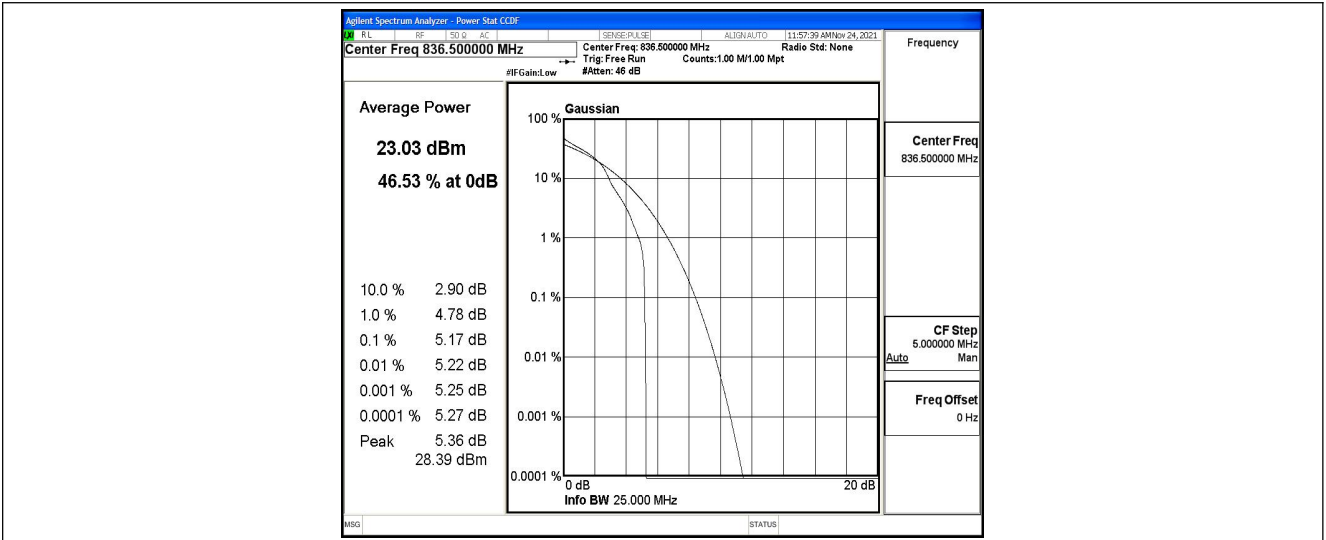 Agilent Spectrum Analyzer - Power Stat CCDF
LXI RL RF 50 Ω AC SENSE:PULSE ALIGN AUTO 11:57:39 AM Nov 24, 2021
Center Freq 836.500000 MHz
Center Freq: 836.500000 MHz Radio Std: None
Trig: Free Run Counts:1.00 M/1.00 Mpt
#IFGain:Low #Atten: 46 dB
Frequency
Average Power
23.03 dBm
46.53 % at 0dB
10.0 % 2.90 dB
1.0 % 4.78 dB
0.1 % 5.17 dB
0.01 % 5.22 dB
0.001 % 5.25 dB
0.0001 % 5.27 dB
Peak 5.36 dB
28.39 dBm
Gaussian
100 %
10 %
1 %
0.1 %
0.01 %
0.001 %
0.0001 %
0 dB 20 dB
Info BW 25.000 MHz
Center Freq
836.500000 MHz
CF Step
5.000000 MHz
Auto Man
Freq Offset
0 Hz
MSG STATUS